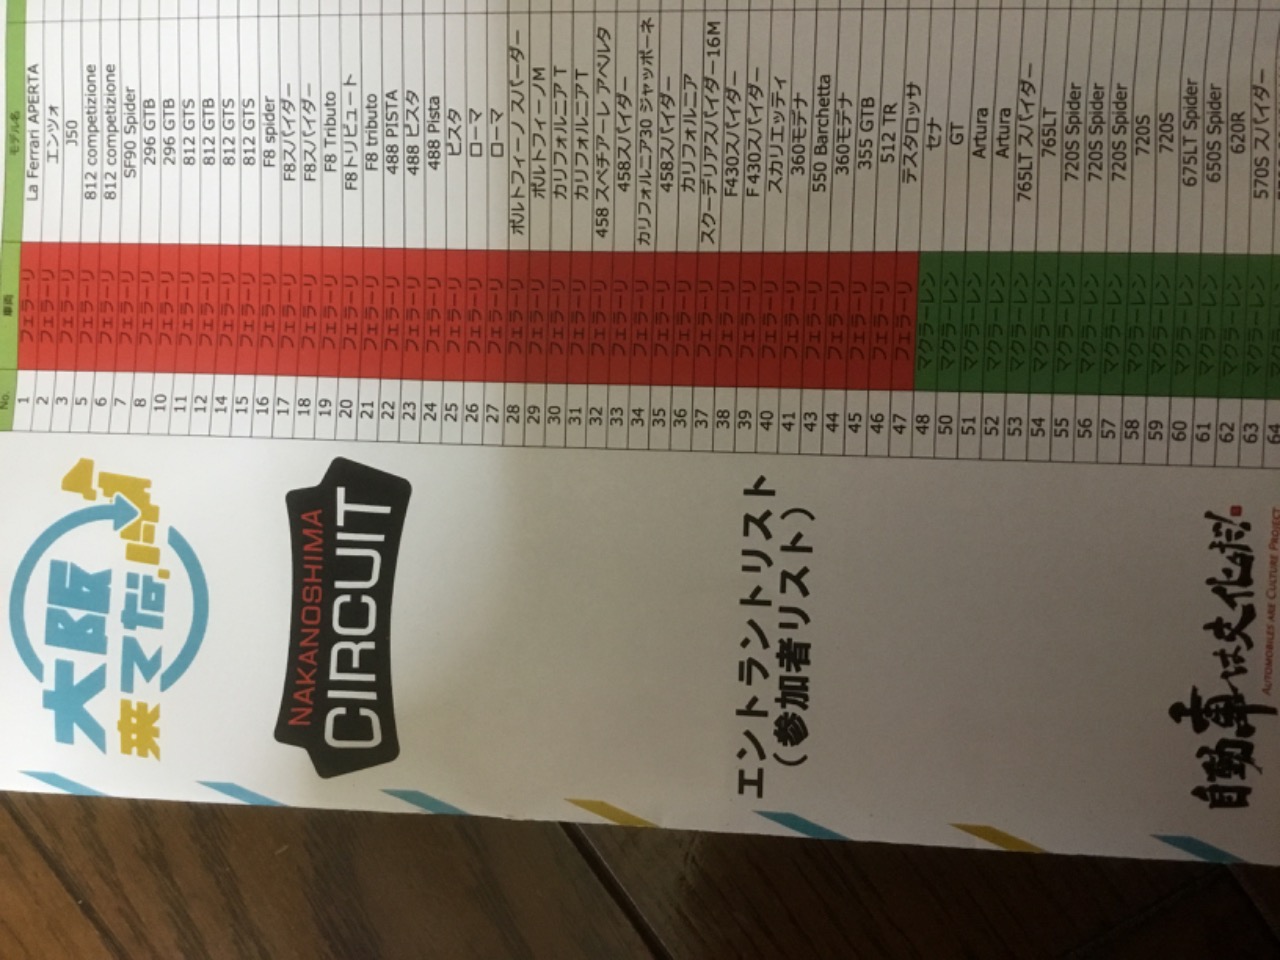 大阪
来てな!
NAKANOSHIMA
CIRCUIT
エントラントリスト
(参加者リスト)
自動車は文化だ!
AUTOMOBILES ARE CULTURE PROJECT
No. 車両 モデル名
1 フェラーリ La Ferrari APERTA
2 フェラーリ エンツォ
3 フェラーリ J50
5 フェラーリ 812 competizione
6 フェラーリ 812 competizione
7 フェラーリ SF90 Spider
8 フェラーリ 296 GTB
10 フェラーリ 296 GTB
11 フェラーリ 812 GTS
12 フェラーリ 812 GTS
14 フェラーリ 812 GTS
15 フェラーリ 812 GTS
16 フェラーリ F8 spider
17 フェラーリ F8スパイダー
18 フェラーリ F8スパイダー
19 フェラーリ F8 Tributo
20 フェラーリ F8トリビュート
21 フェラーリ F8 tributo
22 フェラーリ 488 PISTA
23 フェラーリ 488 ピスタ
24 フェラーリ 488 Pista
25 フェラーリ ピスタ
26 フェラーリ ローマ
27 フェラーリ ローマ
28 フェラーリ ポルトフィーノ スパーダー
29 フェラーリ ポルトフィーノM
30 フェラーリ カリフォルニア T
31 フェラーリ カリフォルニアT
32 フェラーリ 458 スペチアーレ アペルタ
33 フェラーリ 458スパイダー
34 フェラーリ カリフォルニア30 ジャッポーネ
35 フェラーリ 458スパイダー
36 フェラーリ カリフォルニア
37 フェラーリ スクーデリアスパイダー16M
38 フェラーリ F430スパイダー
39 フェラーリ F430スパイダー
40 フェラーリ スカリエッティ
41 フェラーリ 360モデナ
43 フェラーリ 550 Barchetta
44 フェラーリ 360モデナ
45 フェラーリ 355 GTB
46 フェラーリ 512 TR
47 フェラーリ テスタロッサ
48 マクラーレン セナ
50 マクラーレン GT
51 マクラーレン Artura
52 マクラーレン Artura
53 マクラーレン 765LT スパイダー
54 マクラーレン 765LT
55 マクラーレン 720S Spider
56 マクラーレン 720S Spider
57 マクラーレン 720S Spider
58 マクラーレン 720S
59 マクラーレン 720S
60 マクラーレン 675LT Spider
61 マクラーレン 650S Spider
62 マクラーレン 620R
63 マクラーレン 570S スパイダー
64